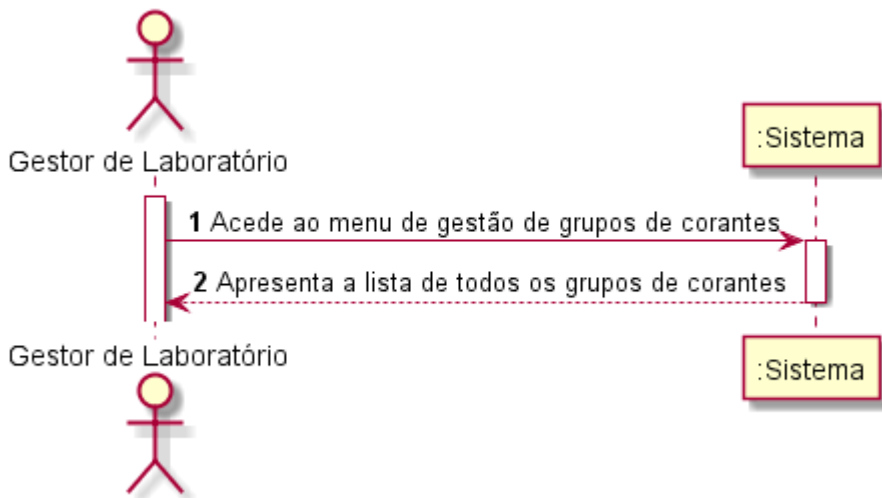 Gestor de Laboratório
:Sistema
1 Acede ao menu de gestão de grupos de corantes
2 Apresenta a lista de todos os grupos de corantes
Gestor de Laboratório
:Sistema